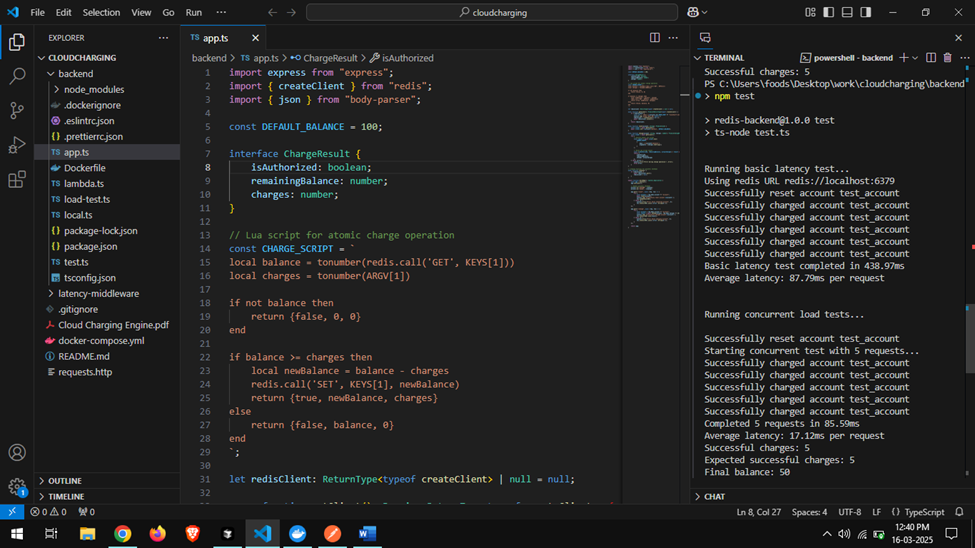 File Edit Selection View Go Run ··· cloudcharging
EXPLORER ···
CLOUDCHARGING
backend
node_modules
.dockerignore
.eslintrc.json
.prettierrc.json
TS app.ts
Dockerfile
TS lambda.ts
TS load-test.ts
TS local.ts
{} package-lock.json
{} package.json
TS test.ts
tsconfig.json
latency-middleware
.gitignore
Cloud Charging Engine.pdf
docker-compose.yml
README.md
requests.http
OUTLINE
TIMELINE
TS app.ts
backend > TS app.ts > ChargeResult > isAuthorized
1 import express from "express";
2 import { createClient } from "redis";
3 import { json } from "body-parser";
4
5 const DEFAULT_BALANCE = 100;
6
7 interface ChargeResult {
8 isAuthorized: boolean;
9 remainingBalance: number;
10 charges: number;
11 }
12
13 // Lua script for atomic charge operation
14 const CHARGE_SCRIPT = `
15 local balance = tonumber(redis.call('GET', KEYS[1]))
16 local charges = tonumber(ARGV[1])
17
18 if not balance then
19 return {false, 0, 0}
20 end
21
22 if balance >= charges then
23 local newBalance = balance - charges
24 redis.call('SET', KEYS[1], newBalance)
25 return {true, newBalance, charges}
26 else
27 return {false, balance, 0}
28 end
29 `;
30
31 let redisClient: ReturnType<typeof createClient> | null = null;
32
TERMINAL powershell - backend
Successful charges: 5
PS C:\Users\foods\Desktop\work\cloudcharging\backend
> npm test
> redis-backend@1.0.0 test
> ts-node test.ts
Running basic latency test...
Using redis URL redis://localhost:6379
Successfully reset account test_account
Successfully charged account test_account
Successfully charged account test_account
Successfully charged account test_account
Successfully charged account test_account
Successfully charged account test_account
Basic latency test completed in 438.97ms
Average latency: 87.79ms per request
Running concurrent load tests...
Successfully reset account test_account
Starting concurrent test with 5 requests...
Successfully charged account test_account
Successfully charged account test_account
Successfully charged account test_account
Successfully charged account test_account
Successfully charged account test_account
Completed 5 requests in 85.59ms
Average latency: 17.12ms per request
Successful charges: 5
Expected successful charges: 5
Final balance: 50
CHAT
0 0 0 Ln 8, Col 27 Spaces: 4 UTF-8 LF TypeScript
12:40 PM
16-03-2025